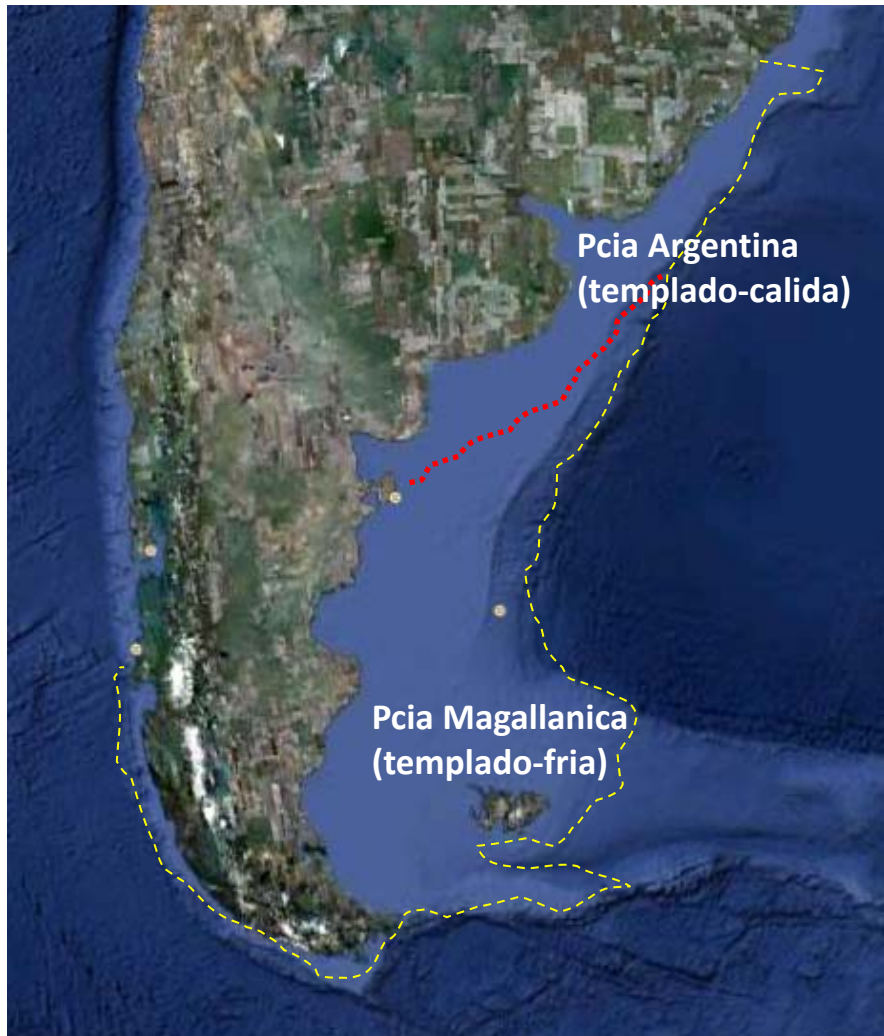 Pcia Argentina
(templado-calida)
Pcia Magallanica
(templado-fria)